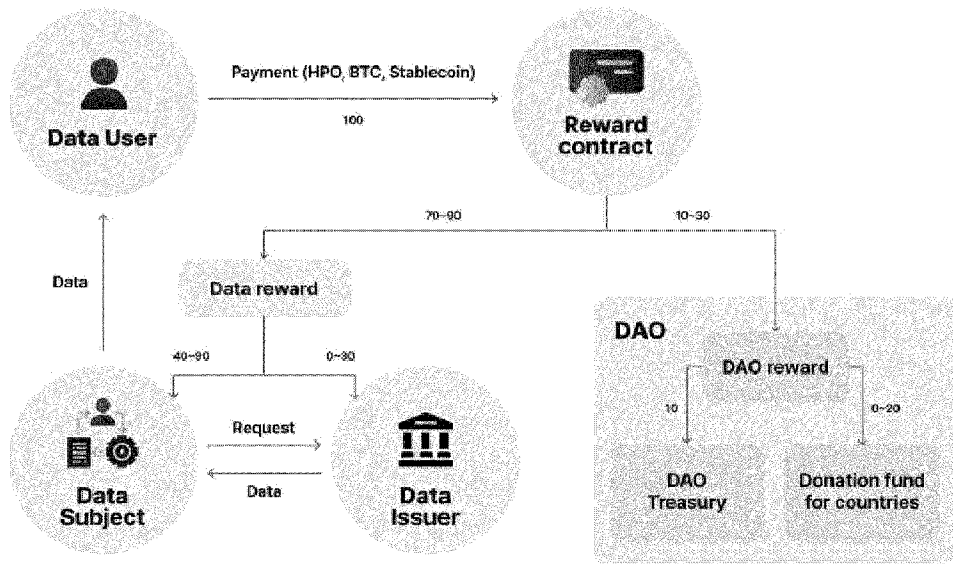 Payment (HPO, BTC, Stablecoin)
100
Data User
Reward
contract
70~90
10~30
Data
Data reward
DAO
DAO reward
40~90
0~30
10
0~20
Request
Data
Data
Subject
Data
Issuer
DAO
Treasury
Donation fund
for countries